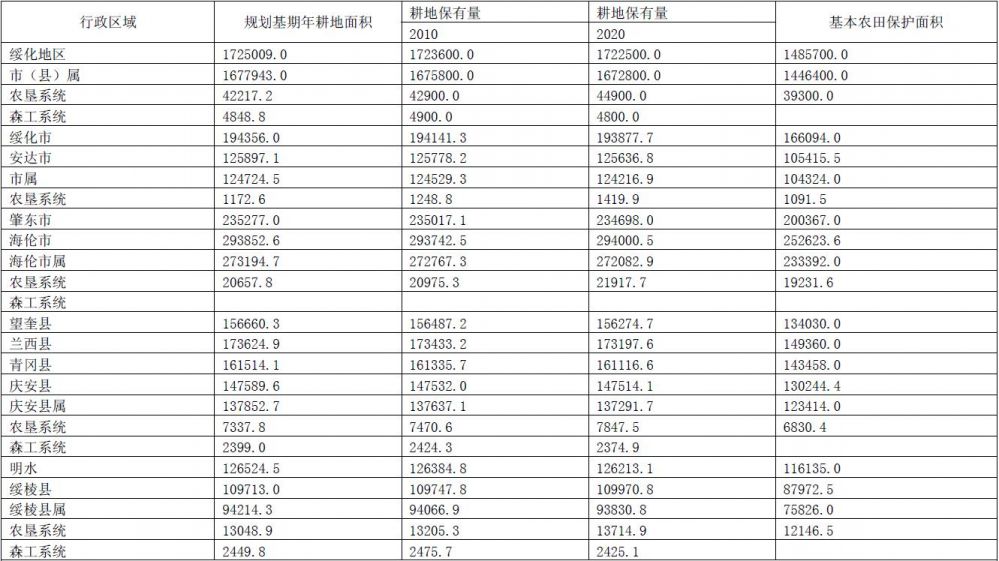 行政区域 规划基期年耕地面积 耕地保有量 耕地保有量 基本农田保护面积
2010 2020
绥化地区 1725009.0 1723600.0 1722500.0 1485700.0
市（县）属 1677943.0 1675800.0 1672800.0 1446400.0
农垦系统 42217.2 42900.0 44900.0 39300.0
森工系统 4848.8 4900.0 4800.0
绥化市 194356.0 194141.3 193877.7 166094.0
安达市 125897.1 125778.2 125636.8 105415.5
市属 124724.5 124529.3 124216.9 104324.0
农垦系统 1172.6 1248.8 1419.9 1091.5
肇东市 235277.0 235017.1 234698.0 200367.0
海伦市 293852.6 293742.5 294000.5 252623.6
海伦市属 273194.7 272767.3 272082.9 233392.0
农垦系统 20657.8 20975.3 21917.7 19231.6
森工系统
望奎县 156660.3 156487.2 156274.7 134030.0
兰西县 173624.9 173433.2 173197.6 149360.0
青冈县 161514.1 161335.7 161116.6 143458.0
庆安县 147589.6 147532.0 147514.1 130244.4
庆安县属 137852.7 137637.1 137291.7 123414.0
农垦系统 7337.8 7470.6 7847.5 6830.4
森工系统 2399.0 2424.3 2374.9
明水 126524.5 126384.8 126213.1 116135.0
绥棱县 109713.0 109747.8 109970.8 87972.5
绥棱县属 94214.3 94066.9 93830.8 75826.0
农垦系统 13048.9 13205.3 13714.9 12146.5
森工系统 2449.8 2475.7 2425.1